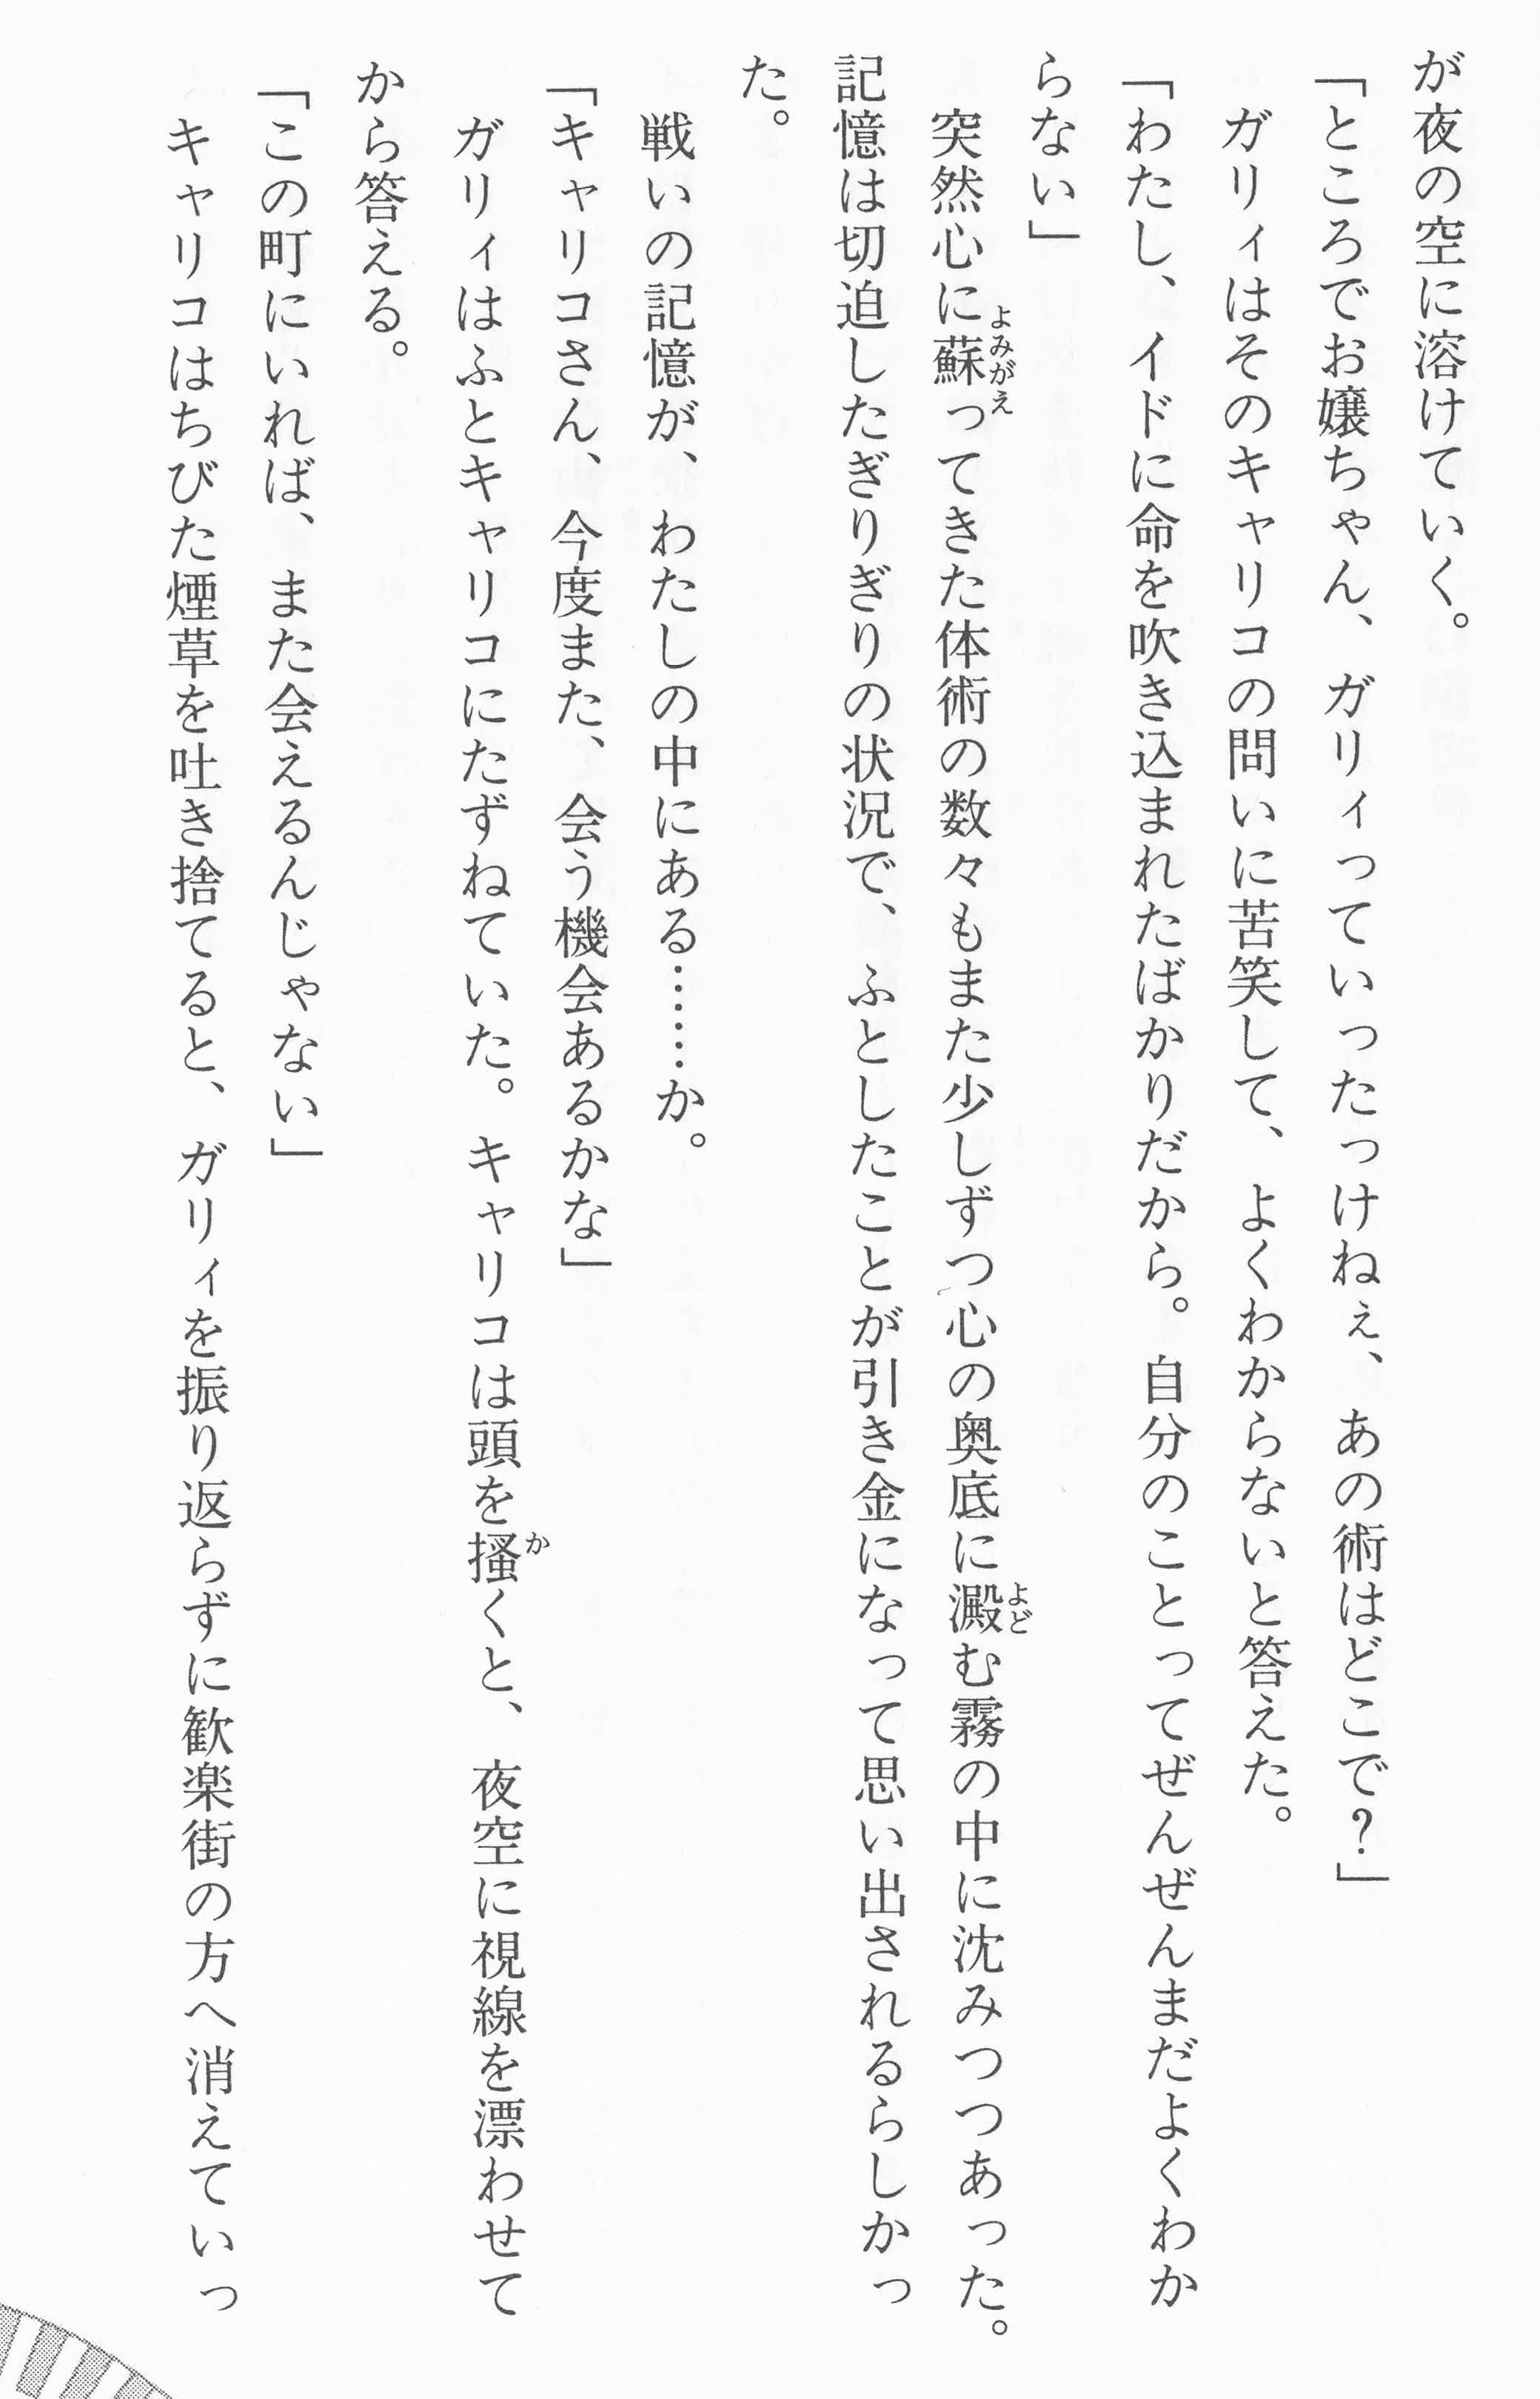 が夜の空に溶けていく。
「ところでお嬢ちゃん、ガリィっていったっけねぇ、あの術はどこで？」
ガリィはそのキャリコの問いに苦笑して、よくわからないと答えた。
「わたし、イドに命を吹き込まれたばかりだから。自分のことってぜんぜんまだよくわか
らない」
突然心に蘇ってきた体術の数々もまた少しずつ心の奥底に澱む霧の中に沈みつつあった。
記憶は切迫したぎりぎりの状況で、ふとしたことが引き金になって思い出されるらしかっ
た。
戦いの記憶が、わたしの中にある……か。
「キャリコさん、今度また、会う機会あるかな」
ガリィはふとキャリコにたずねていた。キャリコは頭を掻くと、夜空に視線を漂わせて
から答える。
「この町にいれば、また会えるんじゃない」
キャリコはちびた煙草を吐き捨てると、ガリィを振り返らずに歓楽街の方へ消えていっ